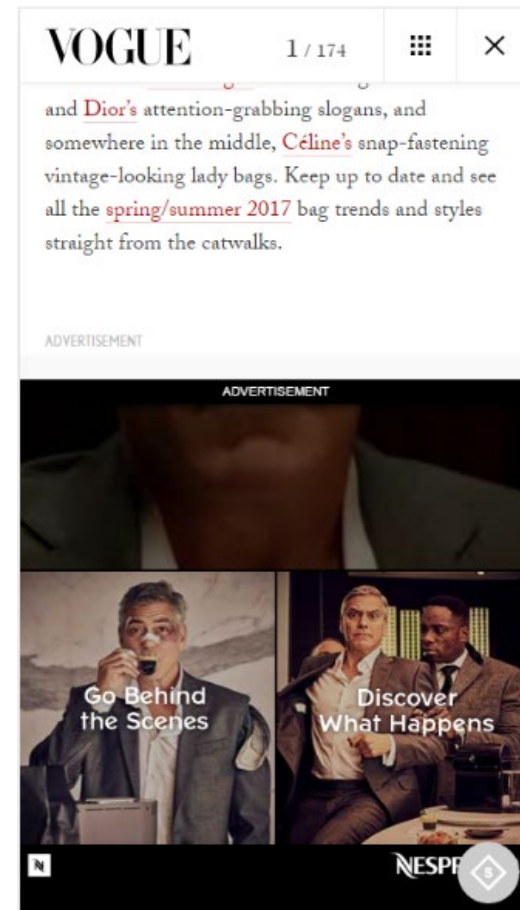 VOGUE
1 / 174
and Dior's attention-grabbing slogans, and
somewhere in the middle, Céline's snap-fastening
vintage-looking lady bags. Keep up to date and see
all the spring/summer 2017 bag trends and styles
straight from the catwalks.
ADVERTISEMENT
ADVERTISEMENT
Go Behind
the Scenes
Discover
What Happens
N
NESPR